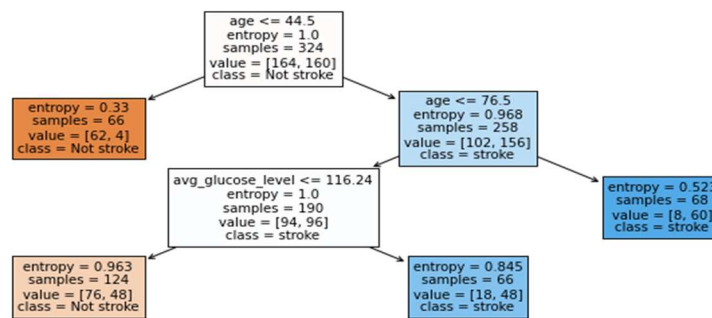 age <= 44.5
entropy = 1.0
samples = 324
value = [164, 160]
class = Not stroke
entropy = 0.33
samples = 66
value = [62, 4]
class = Not stroke
age <= 76.5
entropy = 0.968
samples = 258
value = [102, 156]
class = stroke
avg_glucose_level <= 116.24
entropy = 1.0
samples = 190
value = [94, 96]
class = stroke
entropy = 0.523
samples = 68
value = [8, 60]
class = stroke
entropy = 0.963
samples = 124
value = [76, 48]
class = Not stroke
entropy = 0.845
samples = 66
value = [18, 48]
class = stroke